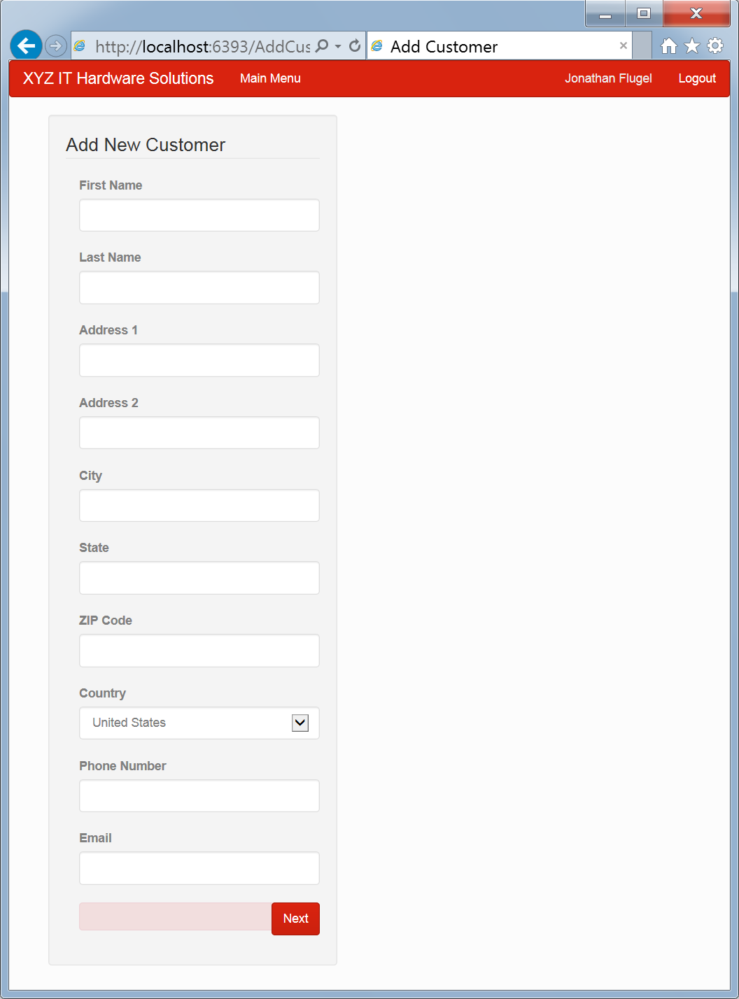 http://localhost:6393/AddCus
Add Customer
XYZ IT Hardware Solutions
Main Menu
Jonathan Flugel
Logout
Add New Customer
First Name
Last Name
Address 1
Address 2
City
State
ZIP Code
Country
United States
Phone Number
Email
Next